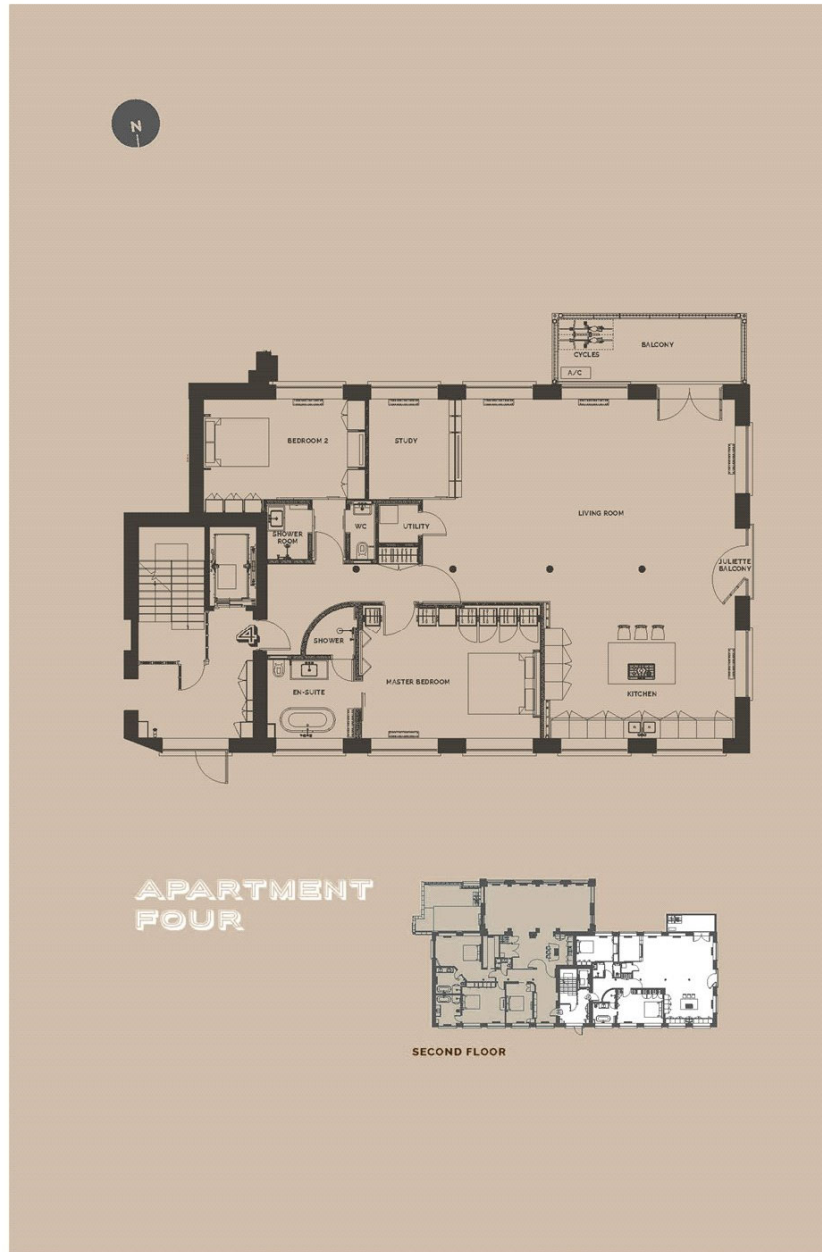 N
CYCLES
BALCONY
A/C
BEDROOM 2
STUDY
LIVING ROOM
WC
UTILITY
SHOWER
ROOM
JULIETTE
BALCONY
4
SHOWER
MASTER BEDROOM
EN-SUITE
KITCHEN
APARTMENT
FOUR
SECOND FLOOR